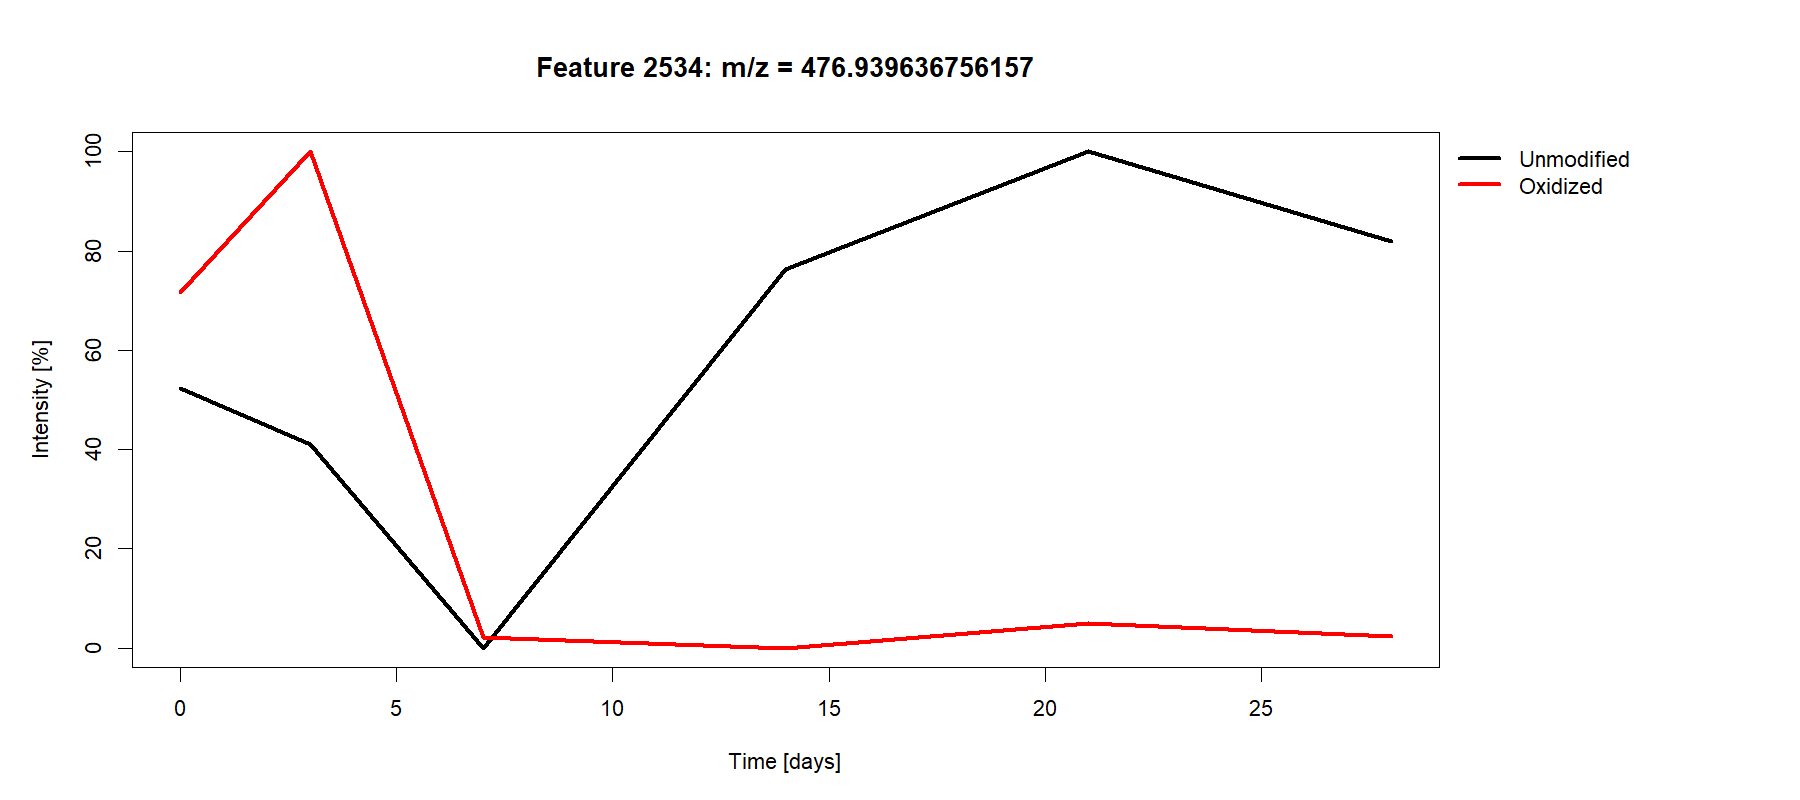 Feature 2534: m/z = 476.939636756157
Unmodified
Oxidized
Intensity [%]
100
80
60
40
20
0
0 5 10 15 20 25
Time [days]